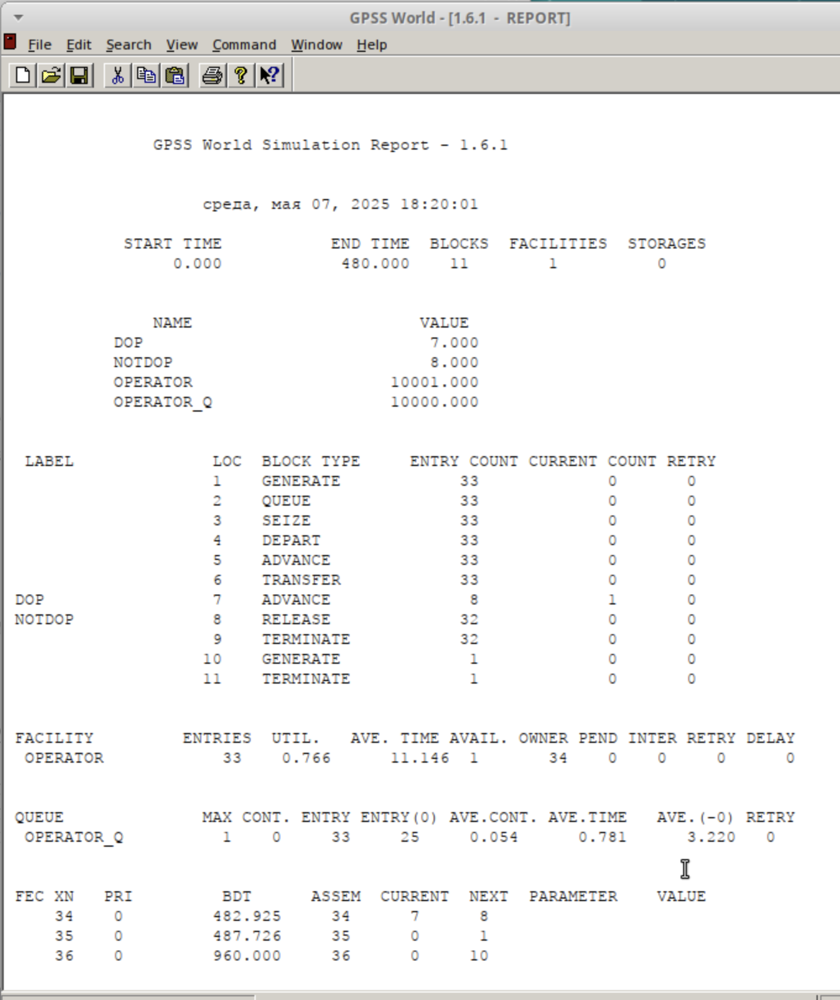 GPSS World - [1.6.1 - REPORT]
File Edit Search View Command Window Help
GPSS World Simulation Report - 1.6.1
среда, мая 07, 2025 18:20:01
START TIME END TIME BLOCKS FACILITIES STORAGES
0.000 480.000 11 1 0
NAME VALUE
DOP 7.000
NOTDOP 8.000
OPERATOR 10001.000
OPERATOR_Q 10000.000
LABEL LOC BLOCK TYPE ENTRY COUNT CURRENT COUNT RETRY
1 GENERATE 33 0 0
2 QUEUE 33 0 0
3 SEIZE 33 0 0
4 DEPART 33 0 0
5 ADVANCE 33 0 0
6 TRANSFER 33 0 0
DOP 7 ADVANCE 8 1 0
NOTDOP 8 RELEASE 32 0 0
9 TERMINATE 32 0 0
10 GENERATE 1 0 0
11 TERMINATE 1 0 0
FACILITY ENTRIES UTIL. AVE. TIME AVAIL. OWNER PEND INTER RETRY DELAY
OPERATOR 33 0.766 11.146 1 34 0 0 0 0
QUEUE MAX CONT. ENTRY ENTRY(0) AVE.CONT. AVE.TIME AVE.(-0) RETRY
OPERATOR_Q 1 0 33 25 0.054 0.781 3.220 0
FEC XN PRI BDT ASSEM CURRENT NEXT PARAMETER VALUE
34 0 482.925 34 7 8
35 0 487.726 35 0 1
36 0 960.000 36 0 10